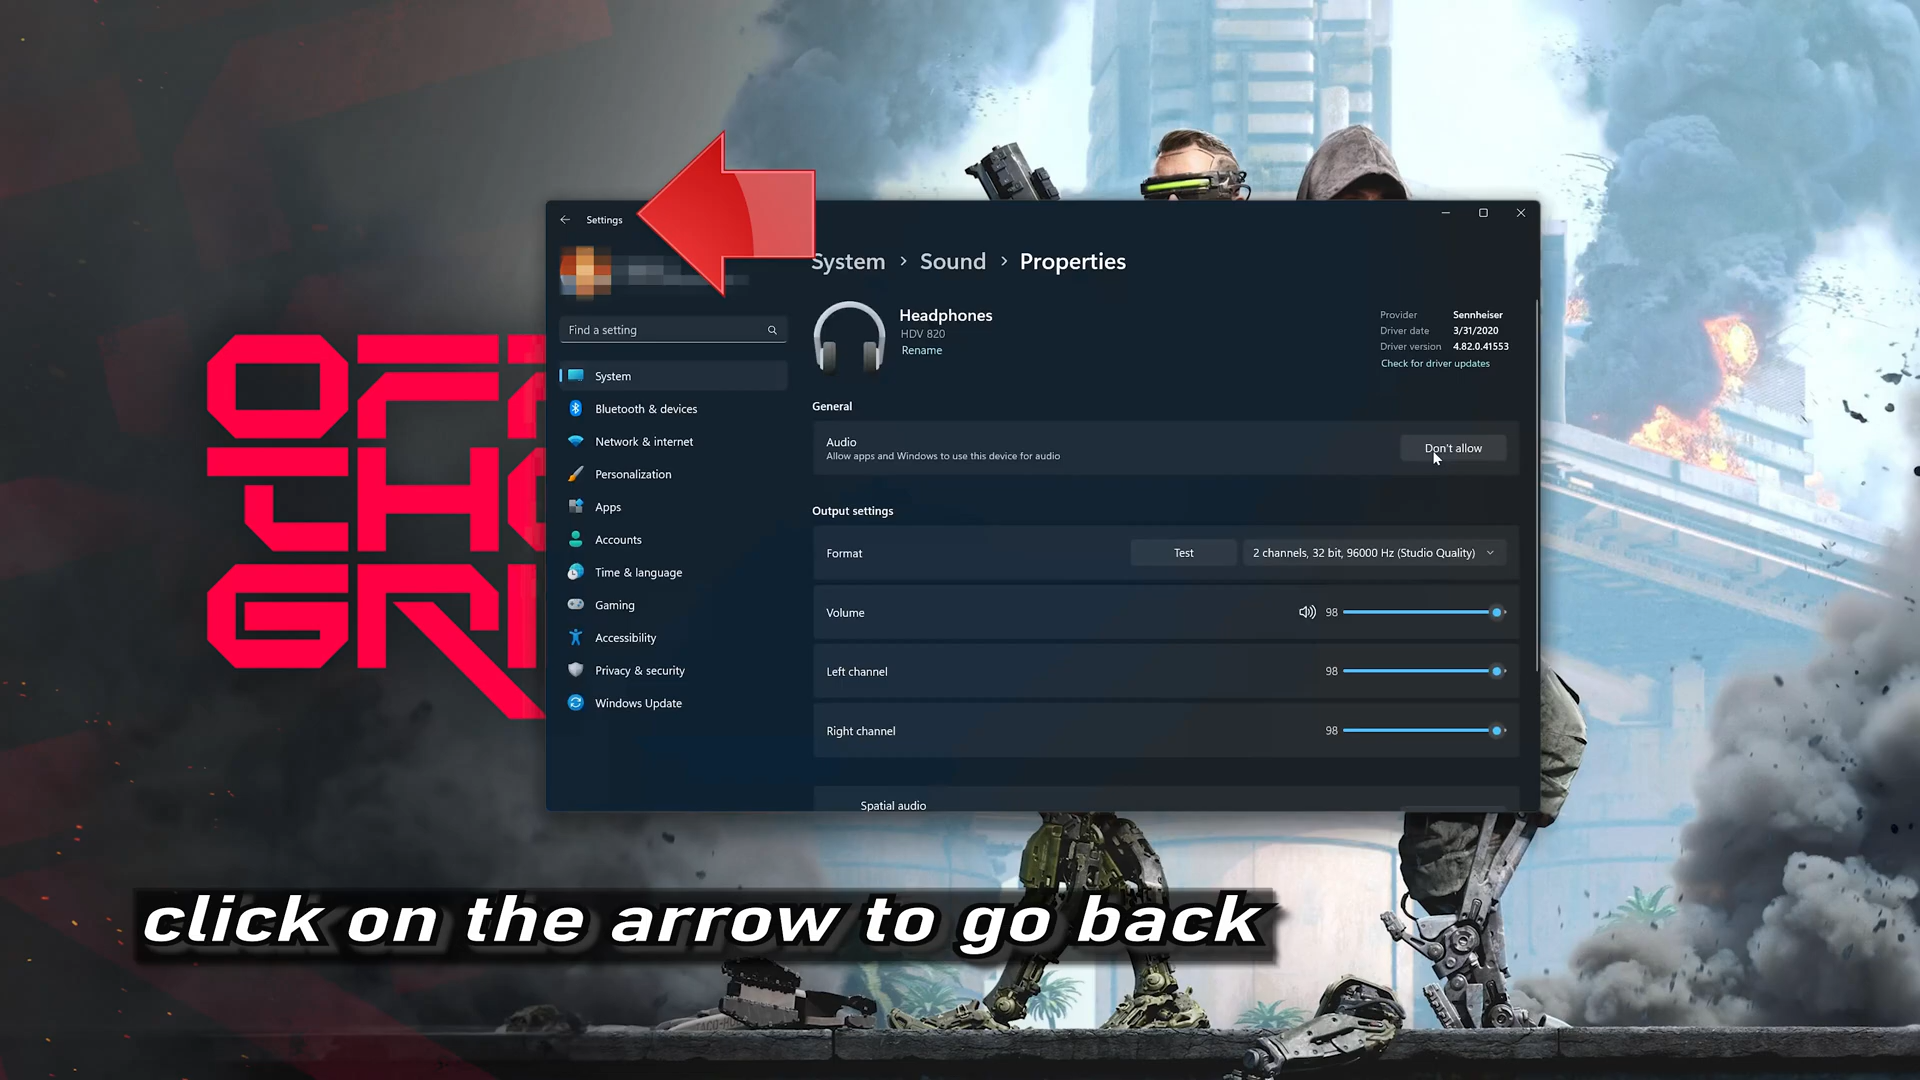 Settings
System > Sound > Properties
Headphones
HDV 820
Rename
Provider Sennheiser
Driver date 3/31/2020
Driver version 4.82.0.41553
Check for driver updates
Find a setting
System
Bluetooth & devices
Network & internet
Personalization
Apps
Accounts
Time & language
Gaming
Accessibility
Privacy & security
Windows Update
General
Audio
Allow apps and Windows to use this device for audio
Don't allow
Output settings
Format Test 2 channels, 32 bit, 96000 Hz (Studio Quality)
Volume 98
Left channel 98
Right channel 98
Spatial audio
click on the arrow to go back